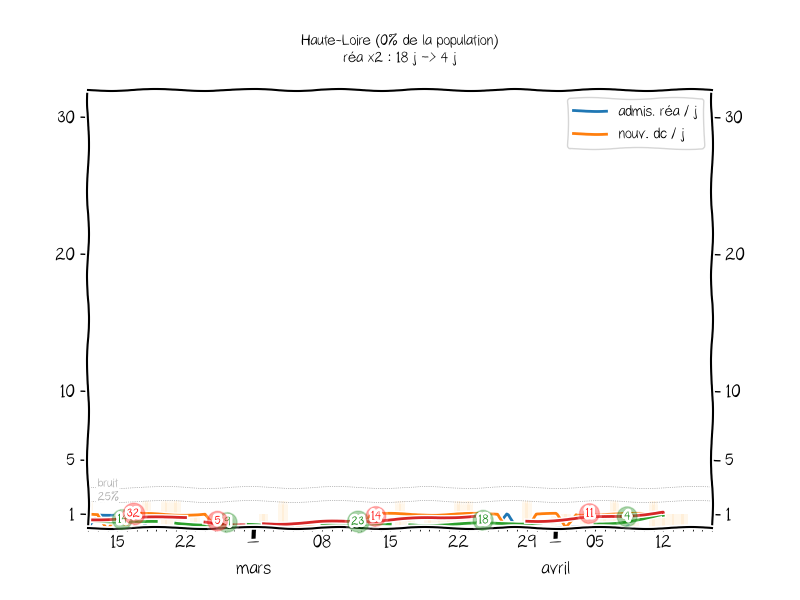 Haute-Loire (0% de la population)
réa x2 : 18 j -> 4 j
admis. réa / j
nouv. dc / j
30 30
20 20
10 10
5 5
bruit
25%
1 1
32 5 23 14 18 11 4
15 22 08 15 22 29 05 12
mars avril